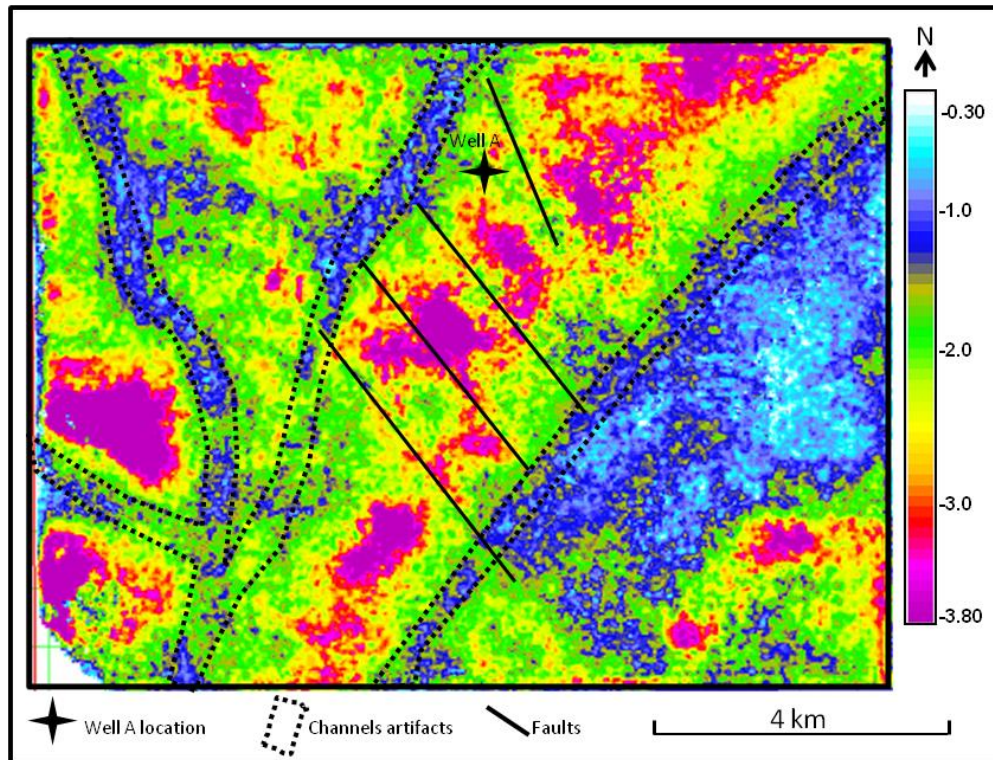 N
Well A
-0.30
-1.0
-2.0
-3.0
-3.80
Well A location
Channels artifacts
Faults
4 km